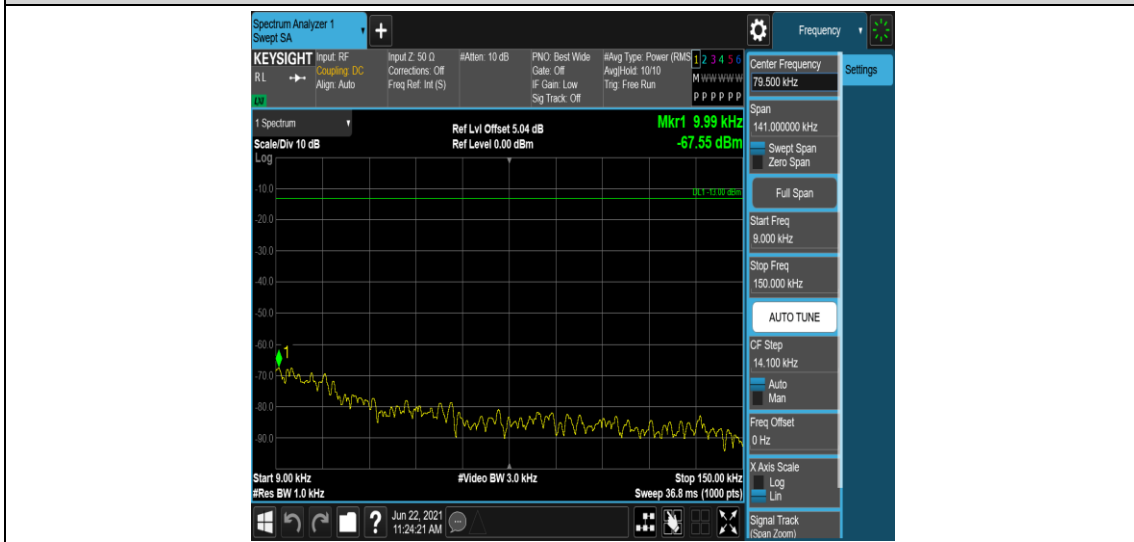 Spectrum Analyzer 1
Swept SA
Frequency
KEYSIGHT
RL
Input: RF
Coupling: DC
Align: Auto
Input Z: 50 Ω
Corrections: Off
Freq Ref: Int (S)
#Atten: 10 dB
PNO: Best Wide
Gate: Off
IF Gain: Low
Sig Track: Off
#Avg Type: Power (RMS
Avg|Hold: 10/10
Trig: Free Run
1 2 3 4 5 6
M W W W W W
P P P P P P
LXI
1 Spectrum
Scale/Div 10 dB
Ref Lvl Offset 5.04 dB
Ref Level 0.00 dBm
Mkr1 9.99 kHz
-67.55 dBm
Log
DL1 -13.00 dBm
-10.0
-20.0
-30.0
-40.0
-50.0
-60.0
1
-70.0
-80.0
-90.0
Start 9.00 kHz
#Video BW 3.0 kHz
Stop 150.00 kHz
#Res BW 1.0 kHz
Sweep 36.8 ms (1000 pts)
?
Jun 22, 2021
11:24:21 AM
Center Frequency
79.500 kHz
Settings
Span
141.000000 kHz
Swept Span
Zero Span
Full Span
Start Freq
9.000 kHz
Stop Freq
150.000 kHz
AUTO TUNE
CF Step
14.100 kHz
Auto
Man
Freq Offset
0 Hz
X Axis Scale
Log
Lin
Signal Track
(Span Zoom)